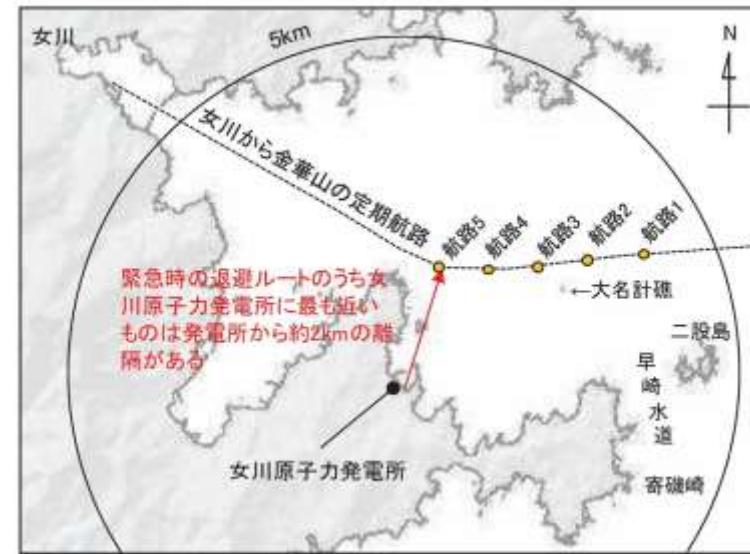 女川
5km
N
女川から金華山の定期航路
航路5
航路4
航路3
航路2
航路1
緊急時の退避ルートのうち女
川原子力発電所に最も近い
ものは発電所から約2kmの離
隔がある
←大名計礁
二股島
早崎水道
女川原子力発電所
寄磯崎